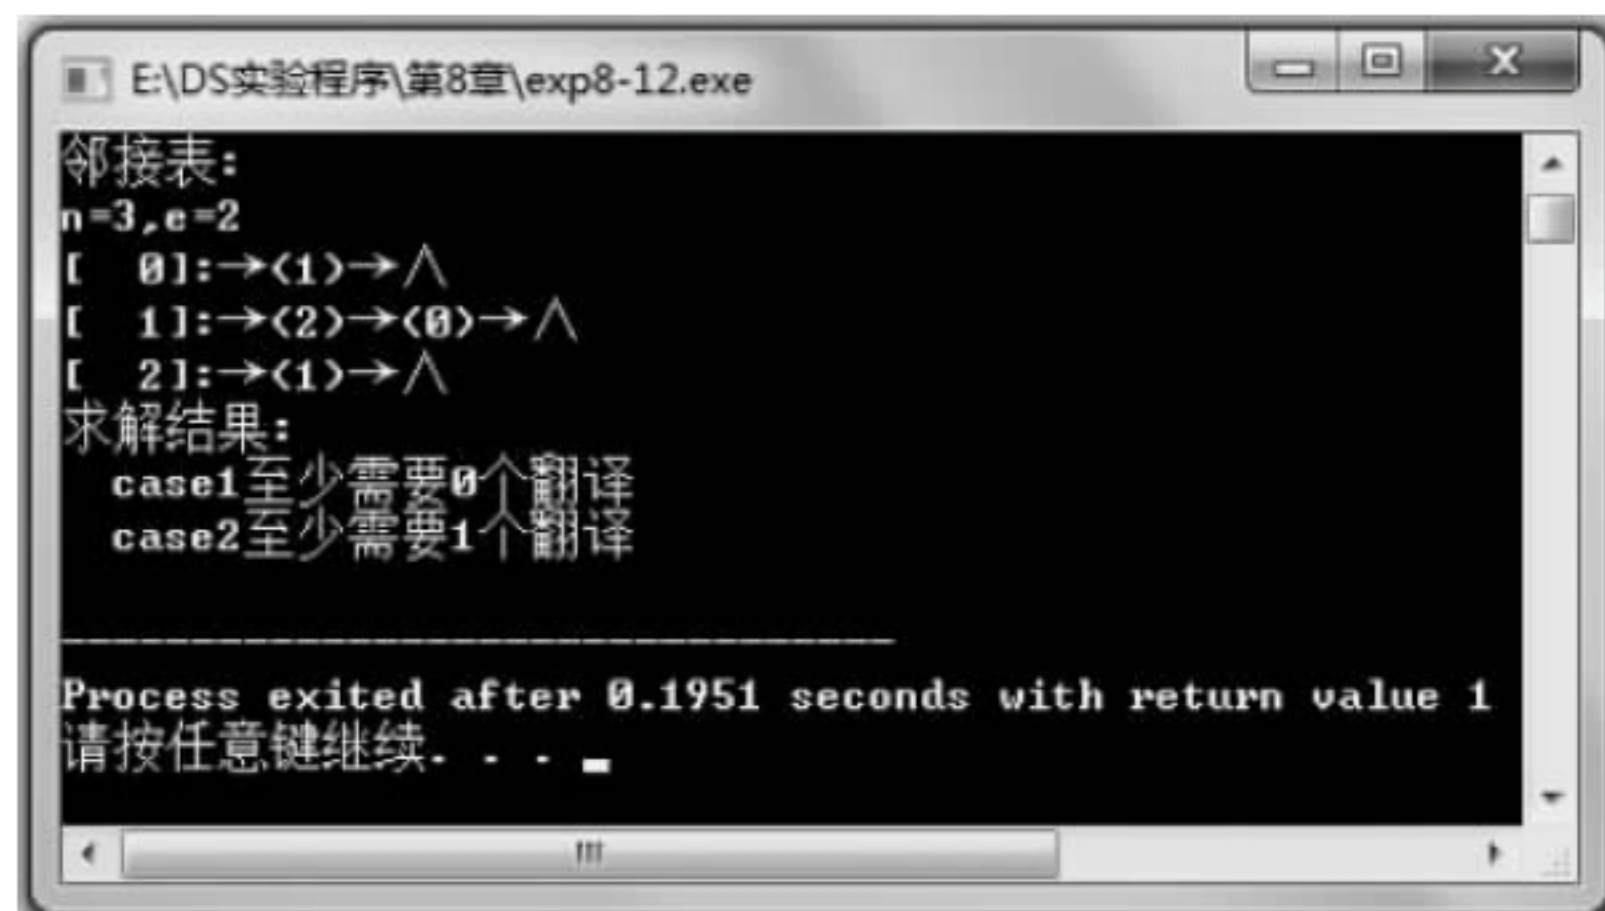 E:\DS实验程序\第8章\exp8-12.exe
邻接表:
n=3,e=2
[  0]:→(1)→∧
[  1]:→(2)→(0)→∧
[  2]:→(1)→∧
求解结果:
  case1至少需要0个翻译
  case2至少需要1个翻译
--------------------------------
Process exited after 0.1951 seconds with return value 1
请按任意键继续. . .